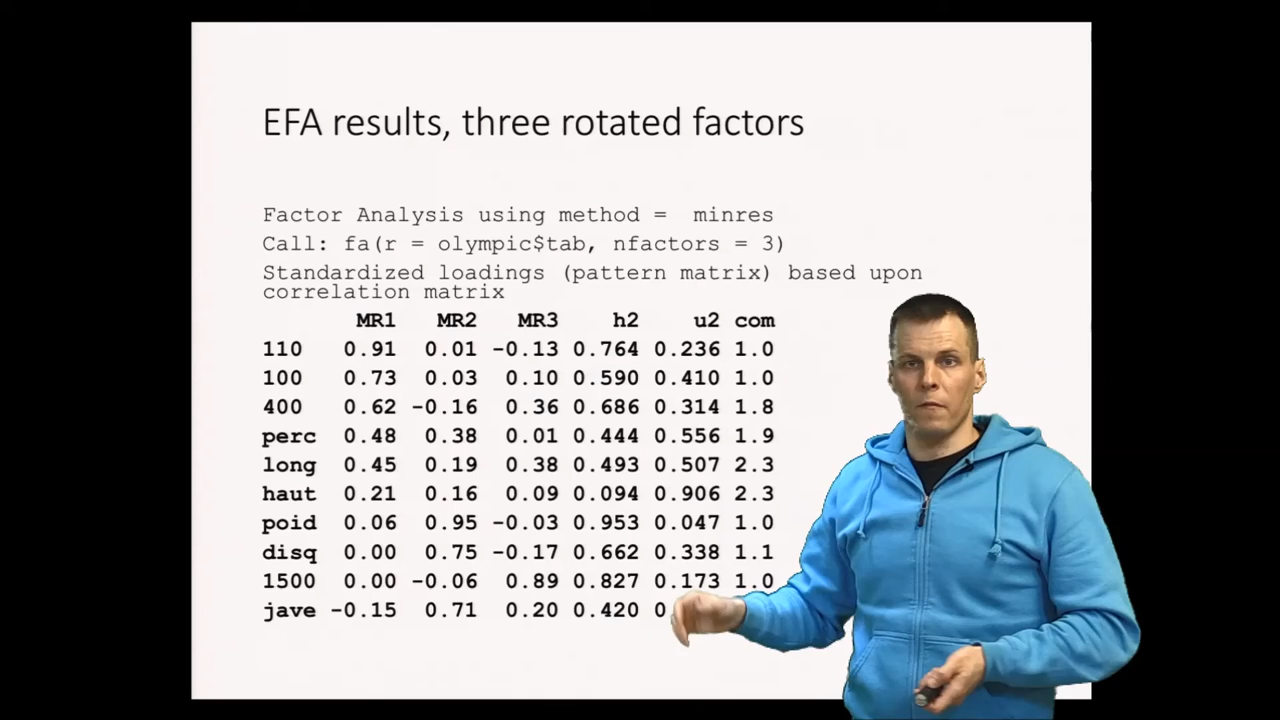 EFA results, three rotated factors
Factor Analysis using method = minres
Call: fa(r = olympic$tab, nfactors = 3)
Standardized loadings (pattern matrix) based upon
correlation matrix
MR1 MR2 MR3 h2 u2 com
110 0.91 0.01 -0.13 0.764 0.236 1.0
100 0.73 0.03 0.10 0.590 0.410 1.0
400 0.62 -0.16 0.36 0.686 0.314 1.8
perc 0.48 0.38 0.01 0.444 0.556 1.9
long 0.45 0.19 0.38 0.493 0.507 2.3
haut 0.21 0.16 0.09 0.094 0.906 2.3
poid 0.06 0.95 -0.03 0.953 0.047 1.0
disq 0.00 0.75 -0.17 0.662 0.338 1.1
1500 0.00 -0.06 0.89 0.827 0.173 1.0
jave -0.15 0.71 0.20 0.420